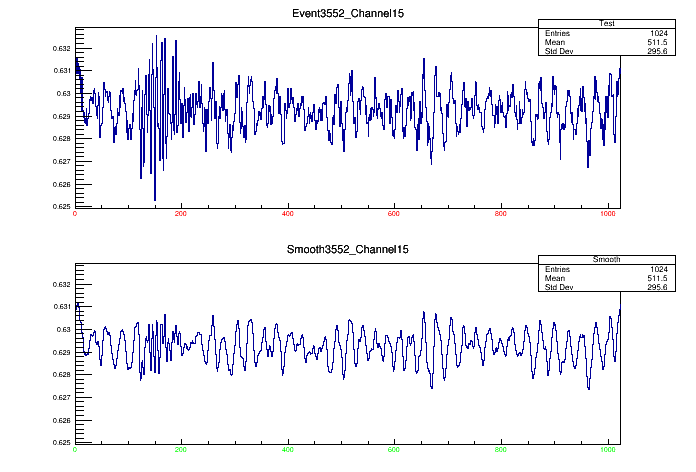 Event3552_Channel15
Test
Entries 1024
Mean 511.5
Std Dev 295.6
0.632
0.631
0.63
0.629
0.628
0.627
0.626
0.625
0 200 400 600 800 1000
Smooth3552_Channel15
Smooth
Entries 1024
Mean 511.5
Std Dev 295.6
0.632
0.631
0.63
0.629
0.628
0.627
0.626
0.625
0 200 400 600 800 1000